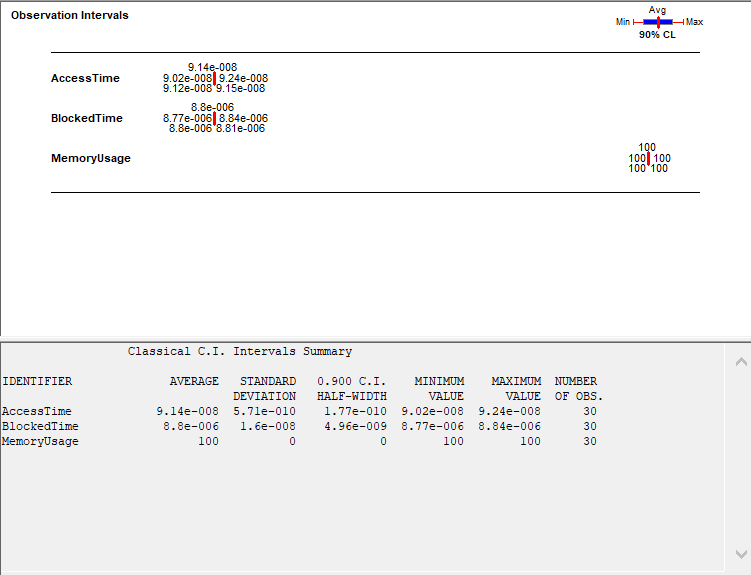 Observation Intervals
Avg
Min Max
90% CL
9.14e-008
AccessTime 9.02e-008 9.24e-008
9.12e-008 9.15e-008
8.8e-006
BlockedTime 8.77e-006 8.84e-006
8.8e-006 8.81e-006
100
MemoryUsage 100 100
100 100
Classical C.I. Intervals Summary
IDENTIFIER AVERAGE STANDARD 0.900 C.I. MINIMUM MAXIMUM NUMBER
DEVIATION HALF-WIDTH VALUE VALUE OF OBS.
AccessTime 9.14e-008 5.71e-010 1.77e-010 9.02e-008 9.24e-008 30
BlockedTime 8.8e-006 1.6e-008 4.96e-009 8.77e-006 8.84e-006 30
MemoryUsage 100 0 0 100 100 30